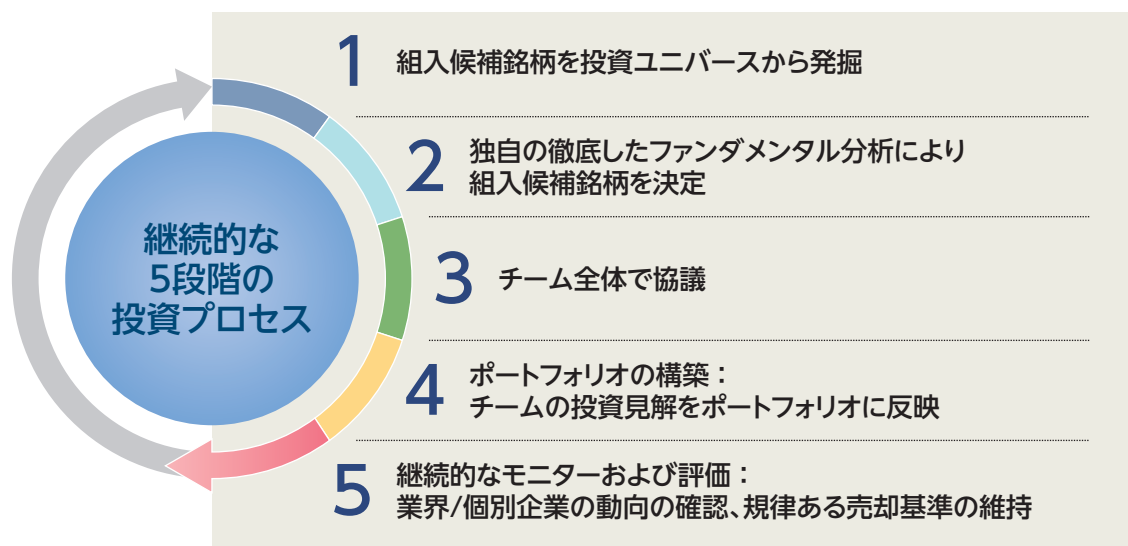 1 組入候補銘柄を投資ユニバースから発掘
2 独自の徹底したファンダメンタル分析により
組入候補銘柄を決定
継続的な
5段階の
投資プロセス
3 チーム全体で協議
4 ポートフォリオの構築：
チームの投資見解をポートフォリオに反映
5 継続的なモニターおよび評価：
業界/個別企業の動向の確認、規律ある売却基準の維持